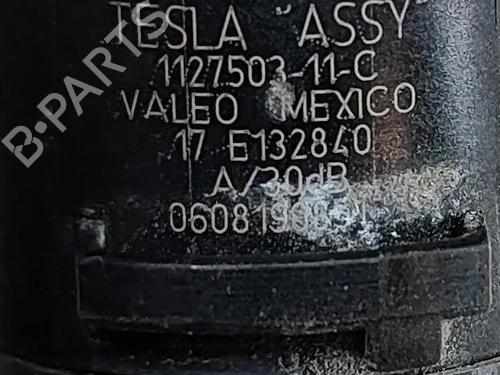 TESLA "ASSY"
1127503-11-C
VALEO MEXICO
17 E132840
A/30dB
B-PARTS